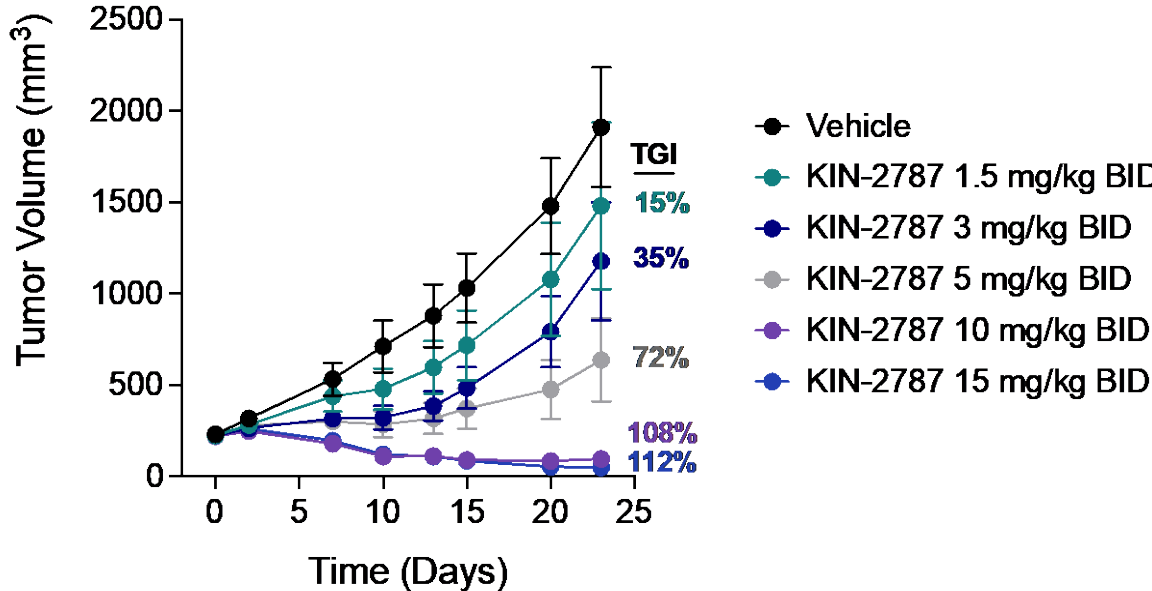 Tumor Volume (mm³)
2500
2000
1500
1000
500
0
0 5 10 15 20 25
Time (Days)
TGI
15%
35%
72%
108%
112%
Vehicle
KIN-2787 1.5 mg/kg BID
KIN-2787 3 mg/kg BID
KIN-2787 5 mg/kg BID
KIN-2787 10 mg/kg BID
KIN-2787 15 mg/kg BID